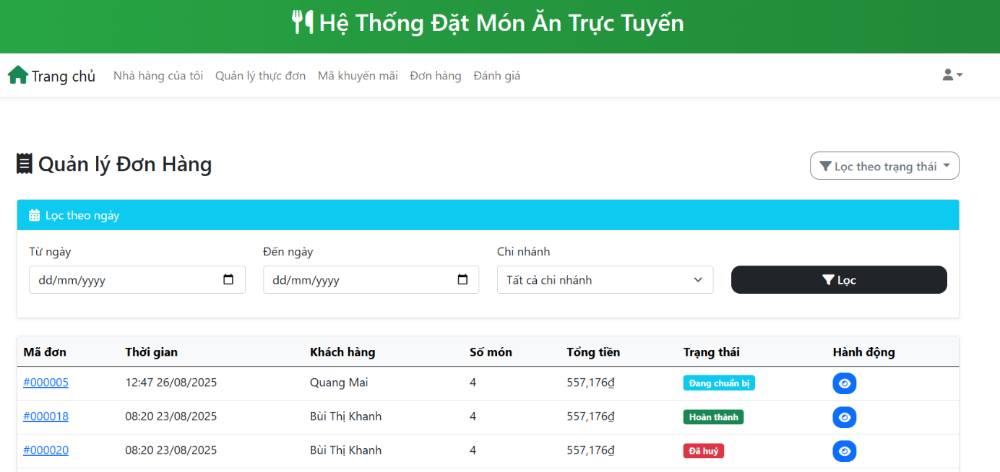 Hệ Thống Đặt Món Ăn Trực Tuyến
Trang chủ Nhà hàng của tôi Quản lý thực đơn Mã khuyến mãi Đơn hàng Đánh giá
Quản lý Đơn Hàng
Lọc theo trạng thái
Lọc theo ngày
Từ ngày Đến ngày Chi nhánh
dd/mm/yyyy dd/mm/yyyy Tất cả chi nhánh Lọc
Mã đơn Thời gian Khách hàng Số món Tổng tiền Trạng thái Hành động
#000005 12:47 26/08/2025 Quang Mai 4 557,176₫ Đang chuẩn bị
#000018 08:20 23/08/2025 Bùi Thị Khanh 4 557,176₫ Hoàn thành
#000020 08:20 23/08/2025 Bùi Thị Khanh 4 557,176₫ Đã huỷ